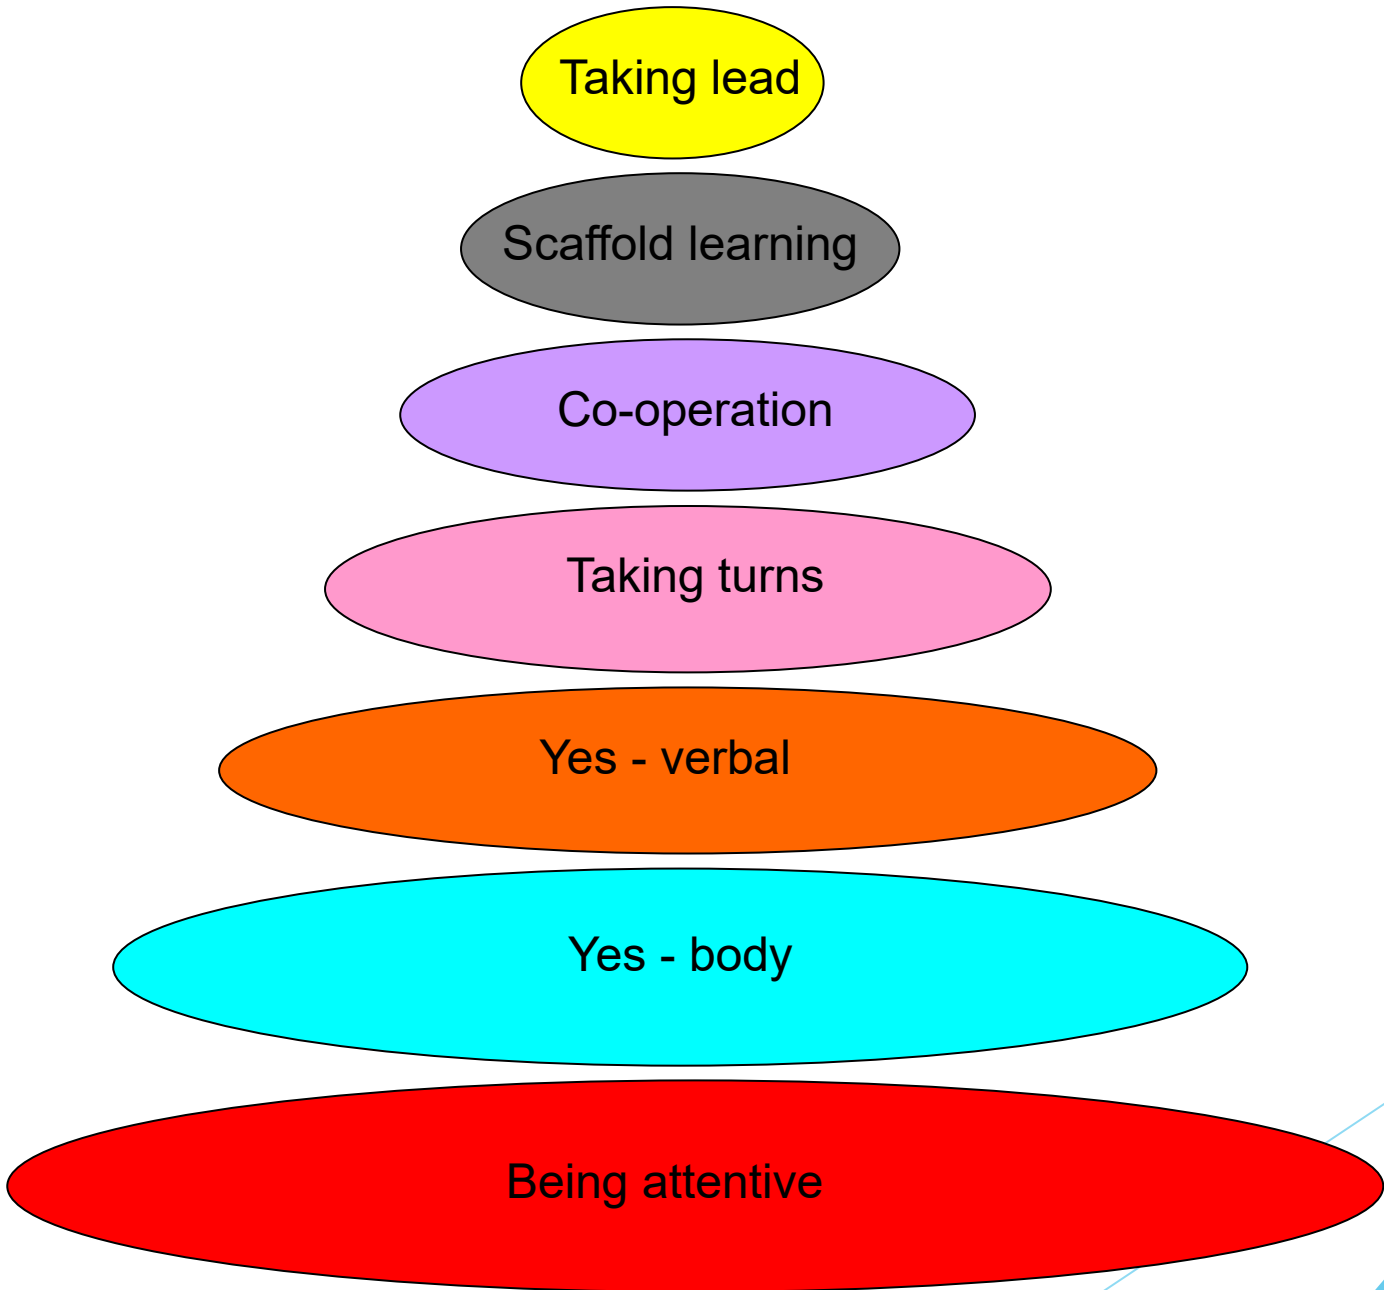 Taking lead
Scaffold learning
Co-operation
Taking turns
Yes - verbal
Yes - body
Being attentive